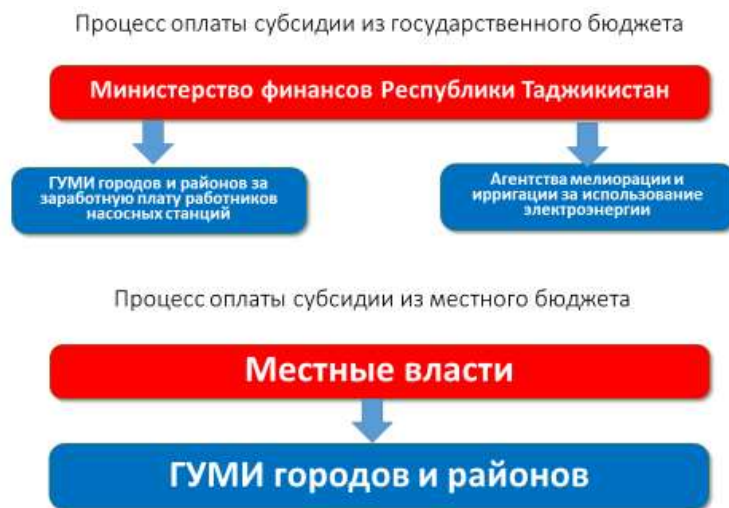 Процесс оплаты субсидии из государственного бюджета
Министерство финансов Республики Таджикистан
ГУМИ городов и районов за
заработную плату работников
насосных станций
Агентства мелиорации и
ирригации за использование
электроэнергии
Процесс оплаты субсидии из местного бюджета
Местные власти
ГУМИ городов и районов